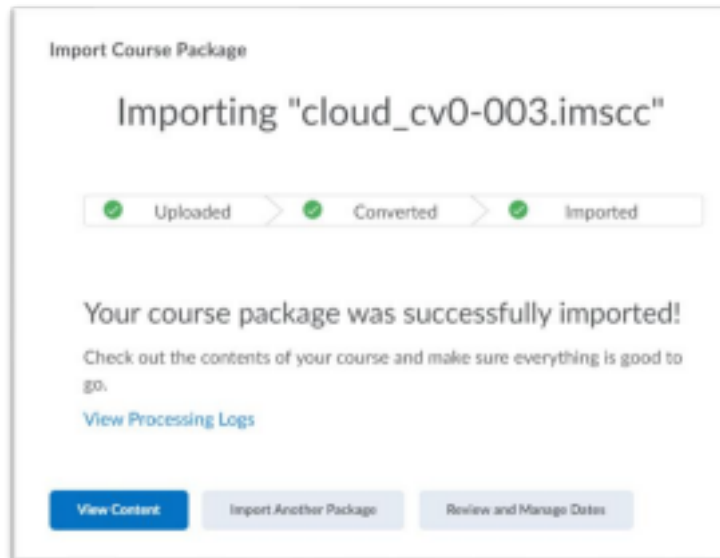 Import Course Package
Importing "cloud_cv0-003.imscc"
Uploaded Converted Imported
Your course package was successfully imported!
Check out the contents of your course and make sure everything is good to
go.
View Processing Logs
View Content Import Another Package Review and Manage Dates